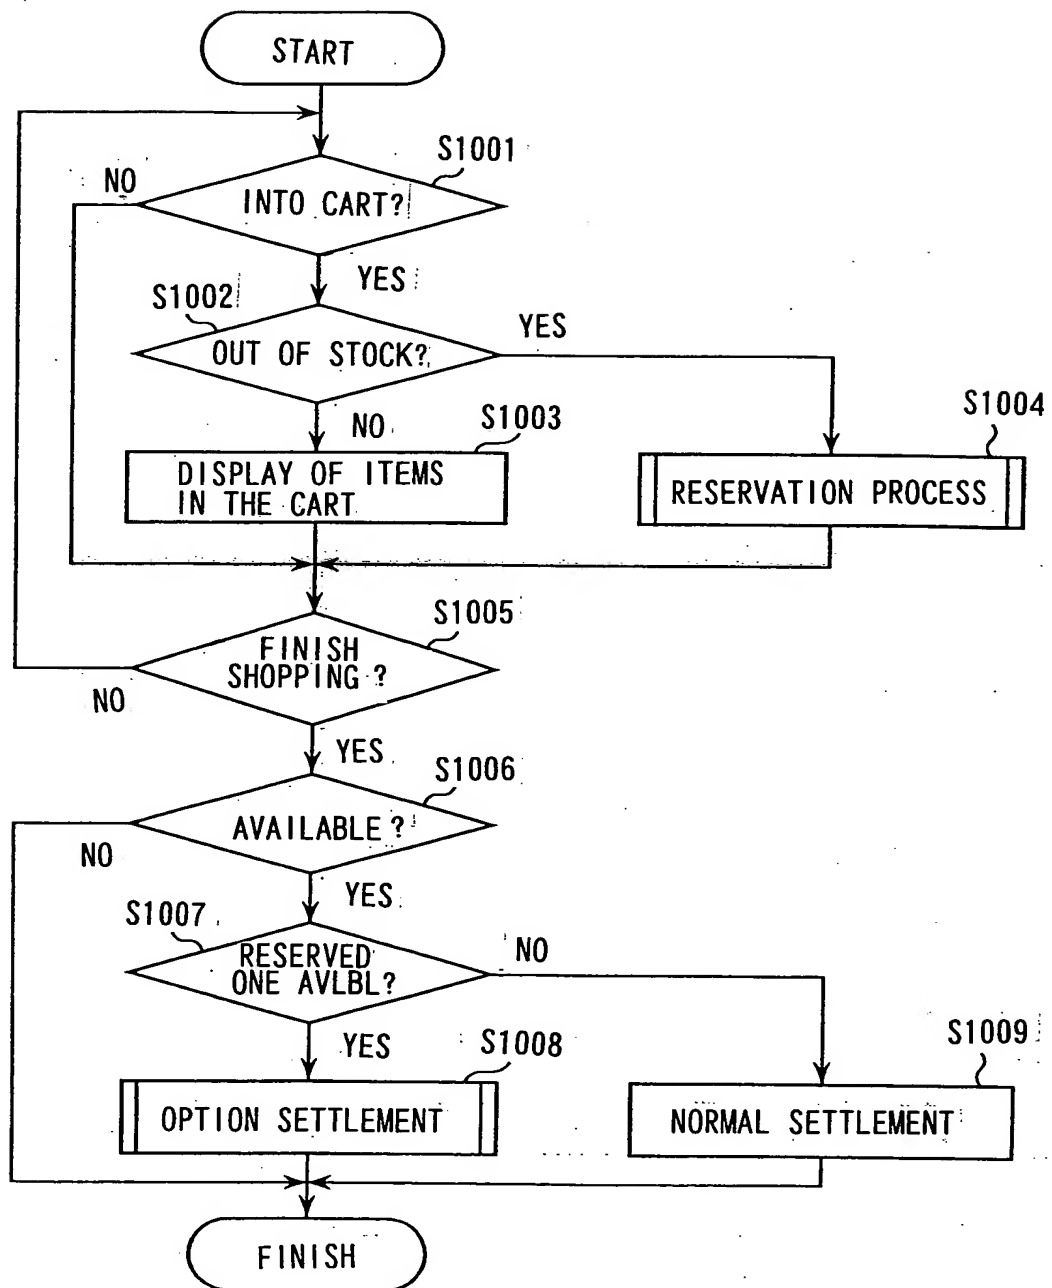 START
S1001
NO
INTO CART?
YES
S1002
OUT OF STOCK?
YES
NO
S1003
S1004
DISPLAY OF ITEMS
IN THE CART
RESERVATION PROCESS
S1005
FINISH
SHOPPING ?
NO
YES
S1006
AVAILABLE ?
NO
YES
S1007
RESERVED
ONE AVLBL?
NO
YES
S1008
S1009
OPTION SETTLEMENT
NORMAL SETTLEMENT
FINISH